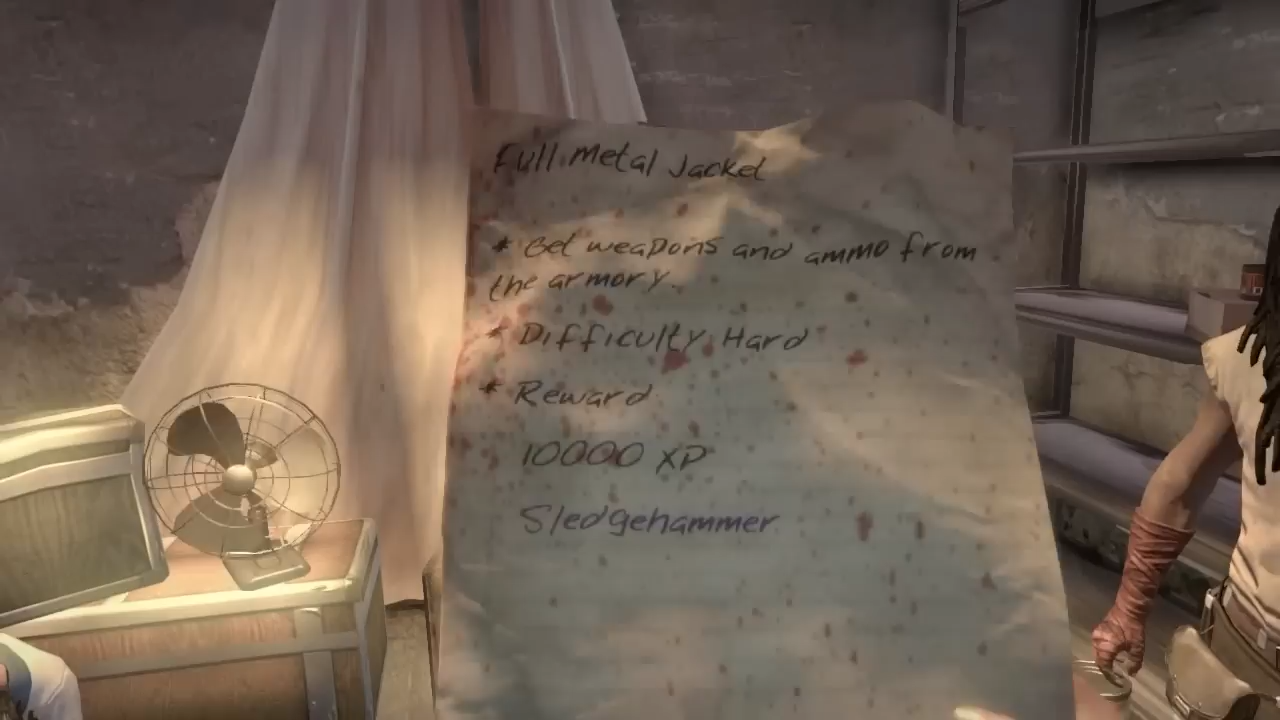 Full Metal Jacket
* Get weapons and ammo from
the armory.
* Difficulty: Hard
* Reward
10000 XP
Sledgehammer